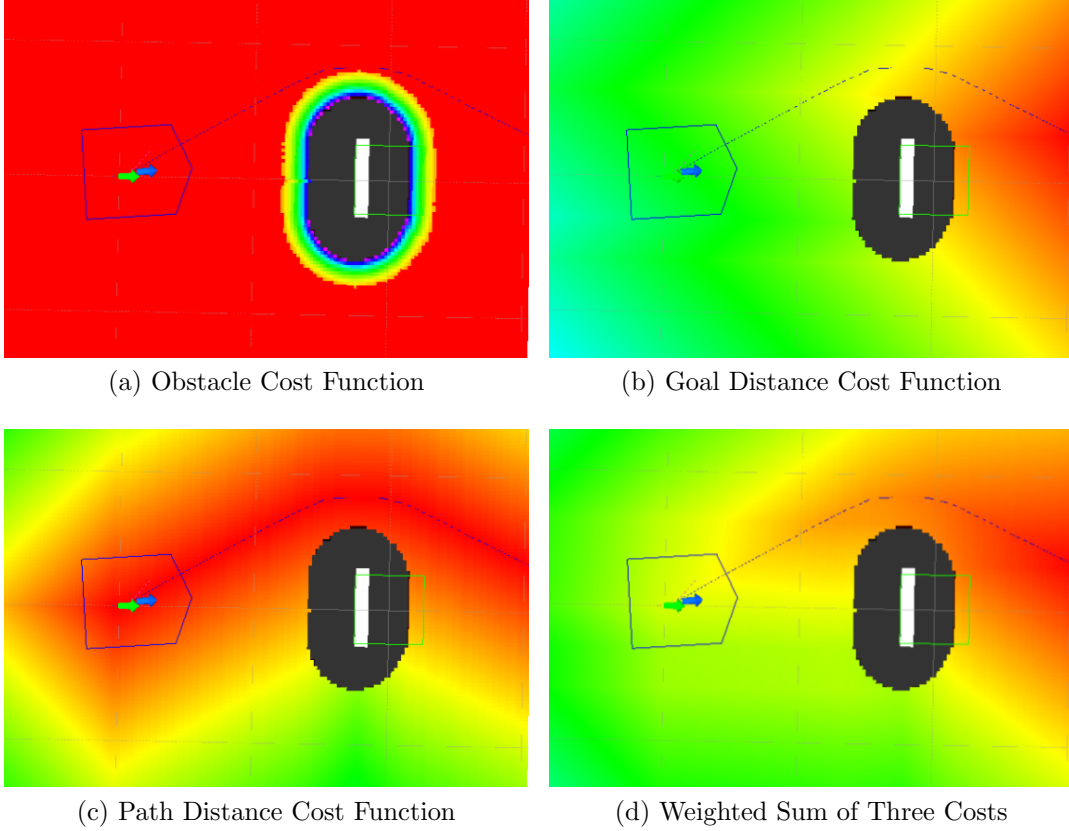 (a) Obstacle Cost Function
(b) Goal Distance Cost Function
(c) Path Distance Cost Function
(d) Weighted Sum of Three Costs